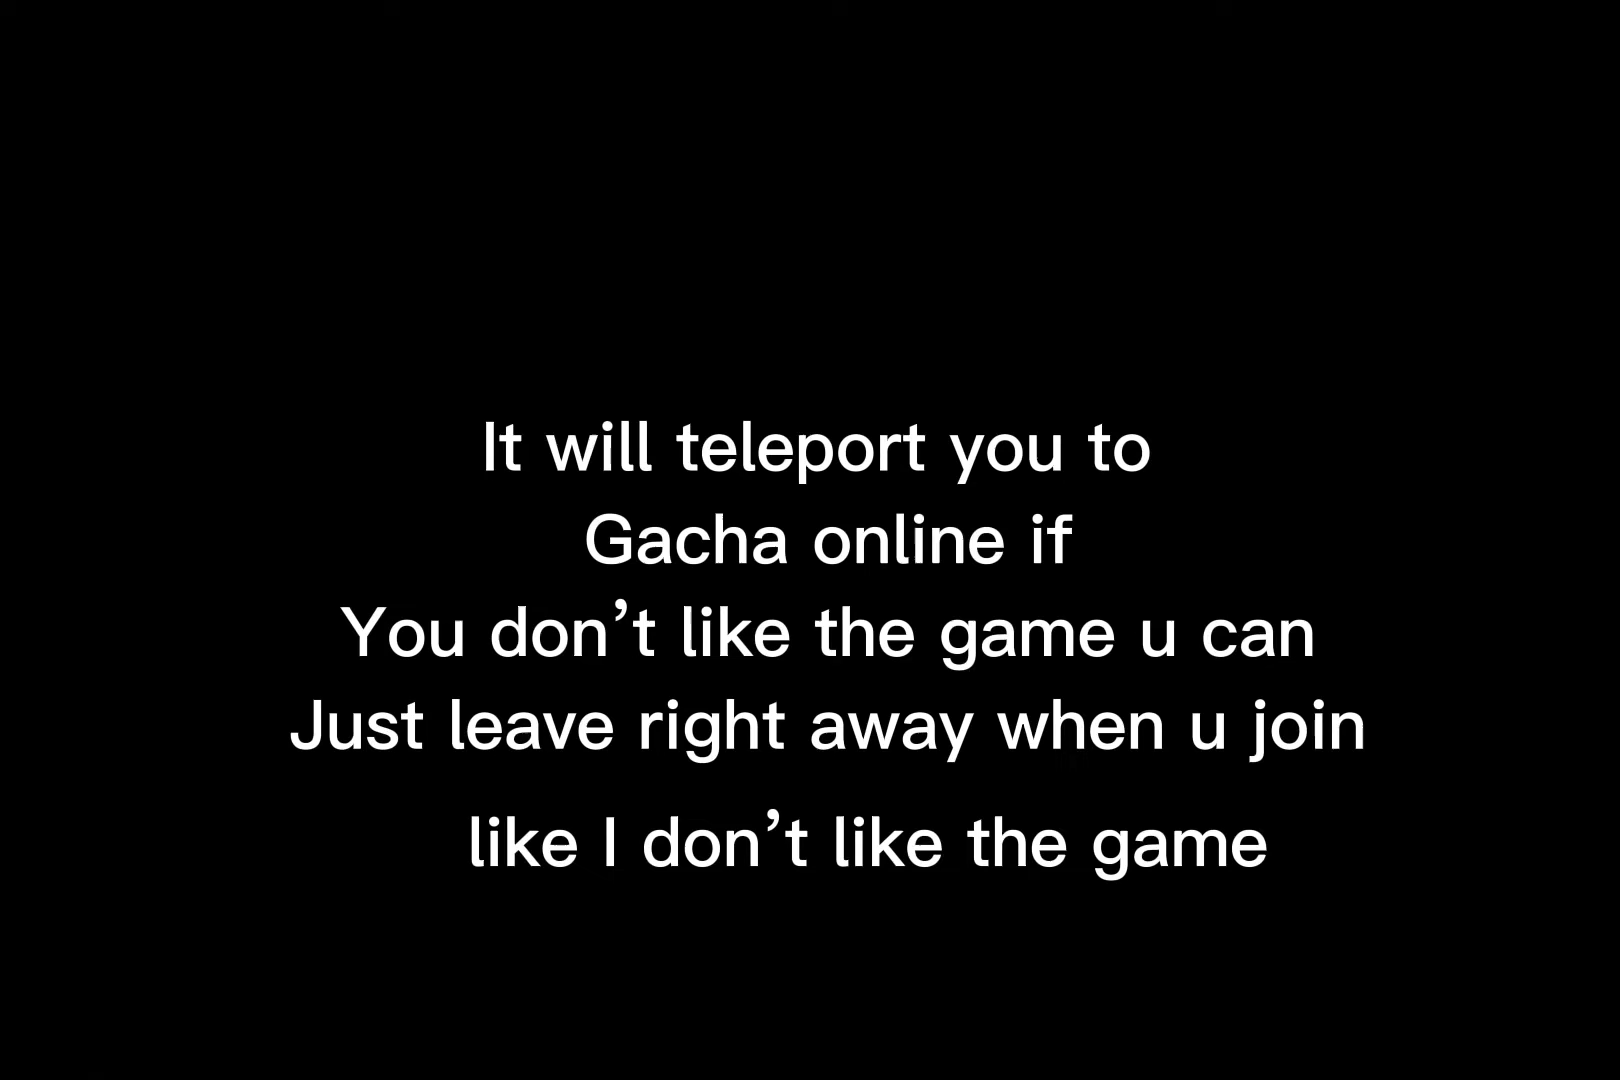 It will teleport you to
Gacha online if
You don’t like the game u can
Just leave right away when u join
like I don’t like the game